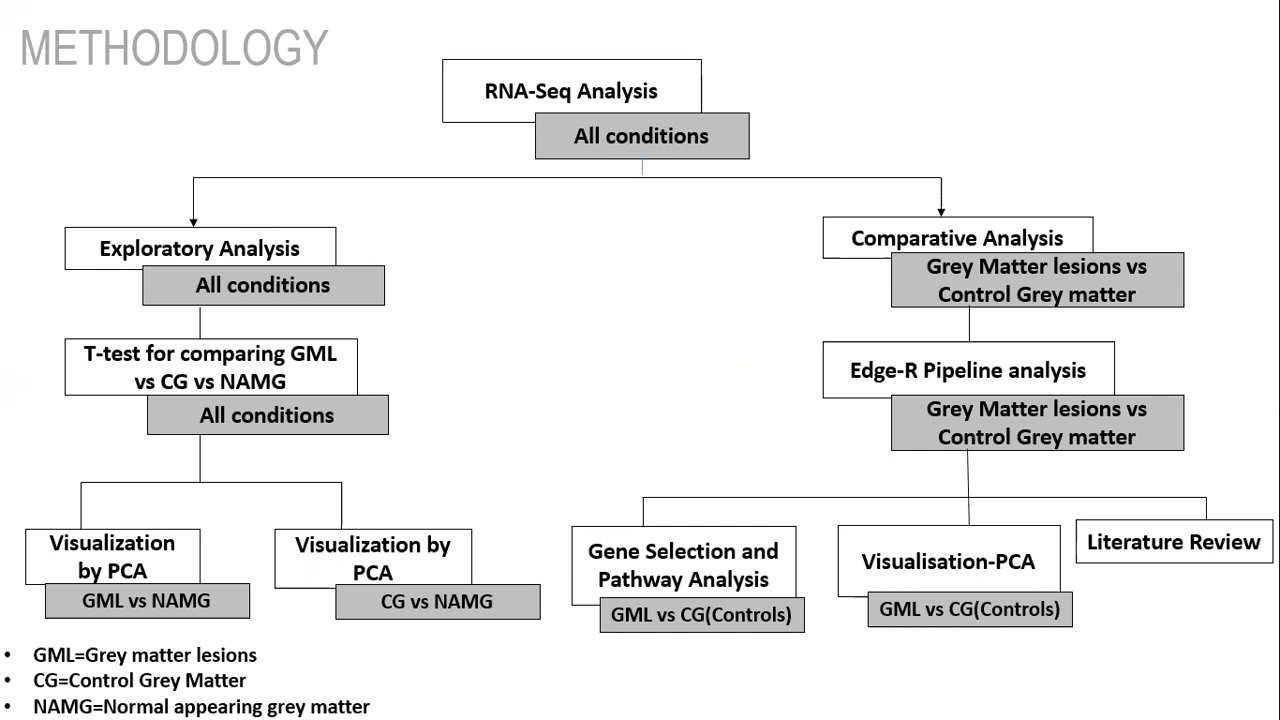 METHODOLOGY
RNA-Seq Analysis
All conditions
Exploratory Analysis
All conditions
T-test for comparing GML
vs CG vs NAMG
All conditions
Visualization
by PCA
GML vs NAMG
Visualization by
PCA
CG vs NAMG
Comparative Analysis
Grey Matter lesions vs
Control Grey matter
Edge-R Pipeline analysis
Grey Matter lesions vs
Control Grey matter
Gene Selection and
Pathway Analysis
GML vs CG(Controls)
Visualisation-PCA
GML vs CG(Controls)
Literature Review
• GML=Grey matter lesions
• CG=Control Grey Matter
• NAMG=Normal appearing grey matter